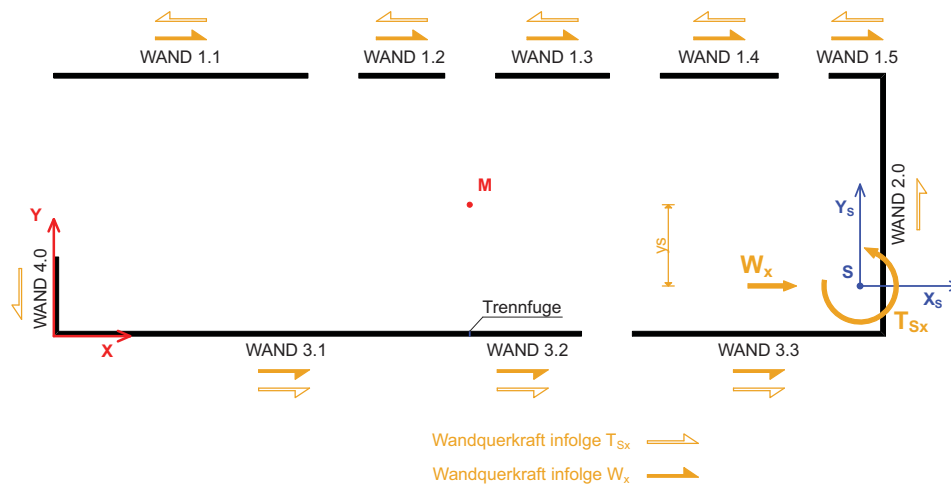 WAND 1.1 WAND 1.2 WAND 1.3 WAND 1.4 WAND 1.5
M
Y
WAND 4.0
X
ys
Wx
YS
S
XS
TSx
WAND 2.0
Trennfuge
WAND 3.1 WAND 3.2 WAND 3.3
Wandquerkraft infolge TSx
Wandquerkraft infolge Wx